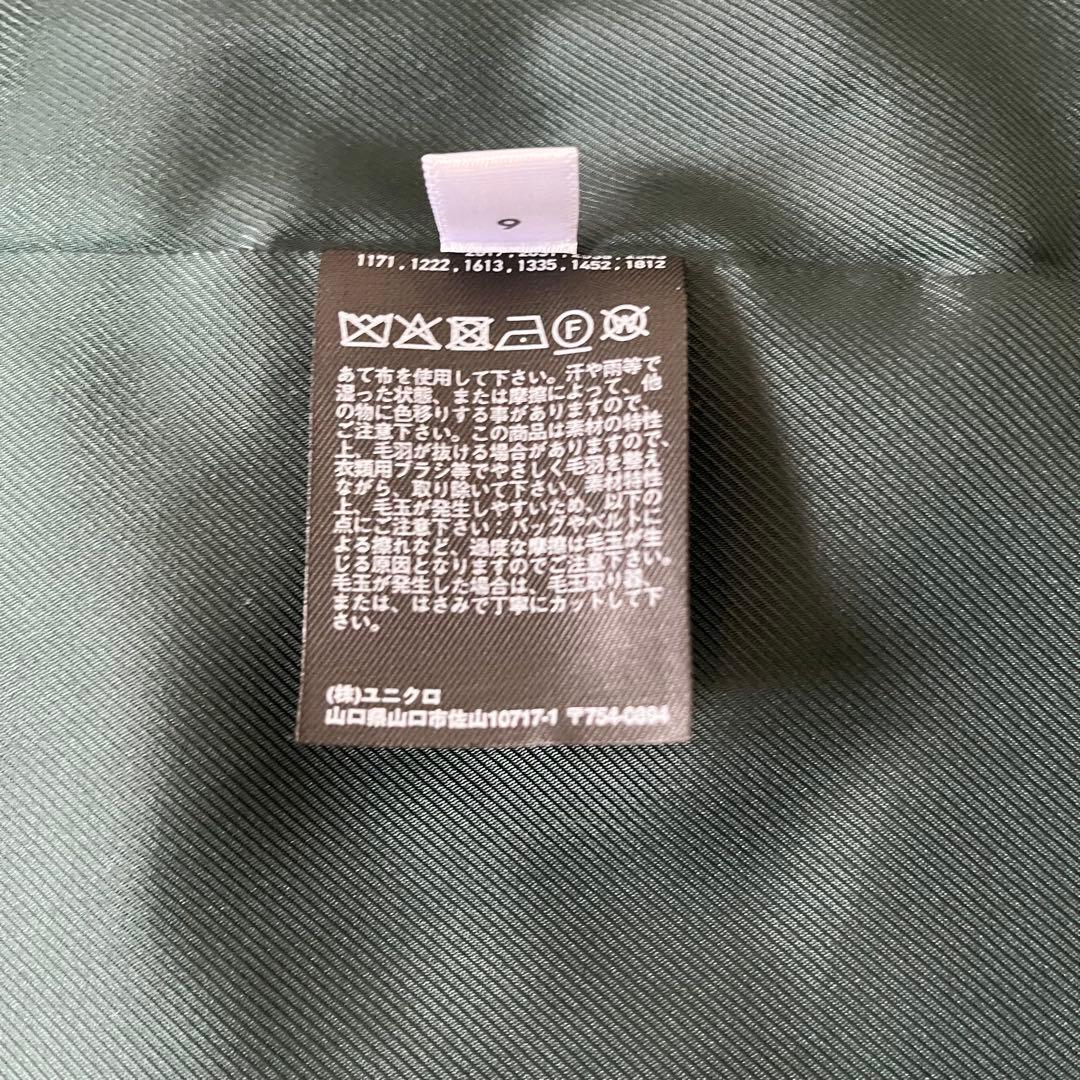 9
1171,1222,1613,1335,1452,1812
F
W
あて布を使用して下さい。汗や雨等で
湿った状態、または摩擦によって、他
の物に色移りする事がありますので、
ご注意下さい。この商品は素材の特性
上、毛羽が抜ける場合がありますので、
衣類用ブラシ等でやさしく毛羽を整え
ながら、取り除いて下さい。素材特性
上、毛玉が発生しやすいため、以下の
点にご注意下さい：バッグやベルトに
よる擦れなど、過度な摩擦は毛玉が生
じる原因となりますのでご注意下さい。
毛玉が発生した場合は、毛玉取り器、
または、はさみで丁寧にカットして下
さい。
(株)ユニクロ
山口県山口市佐山10717-1 〒754-0894